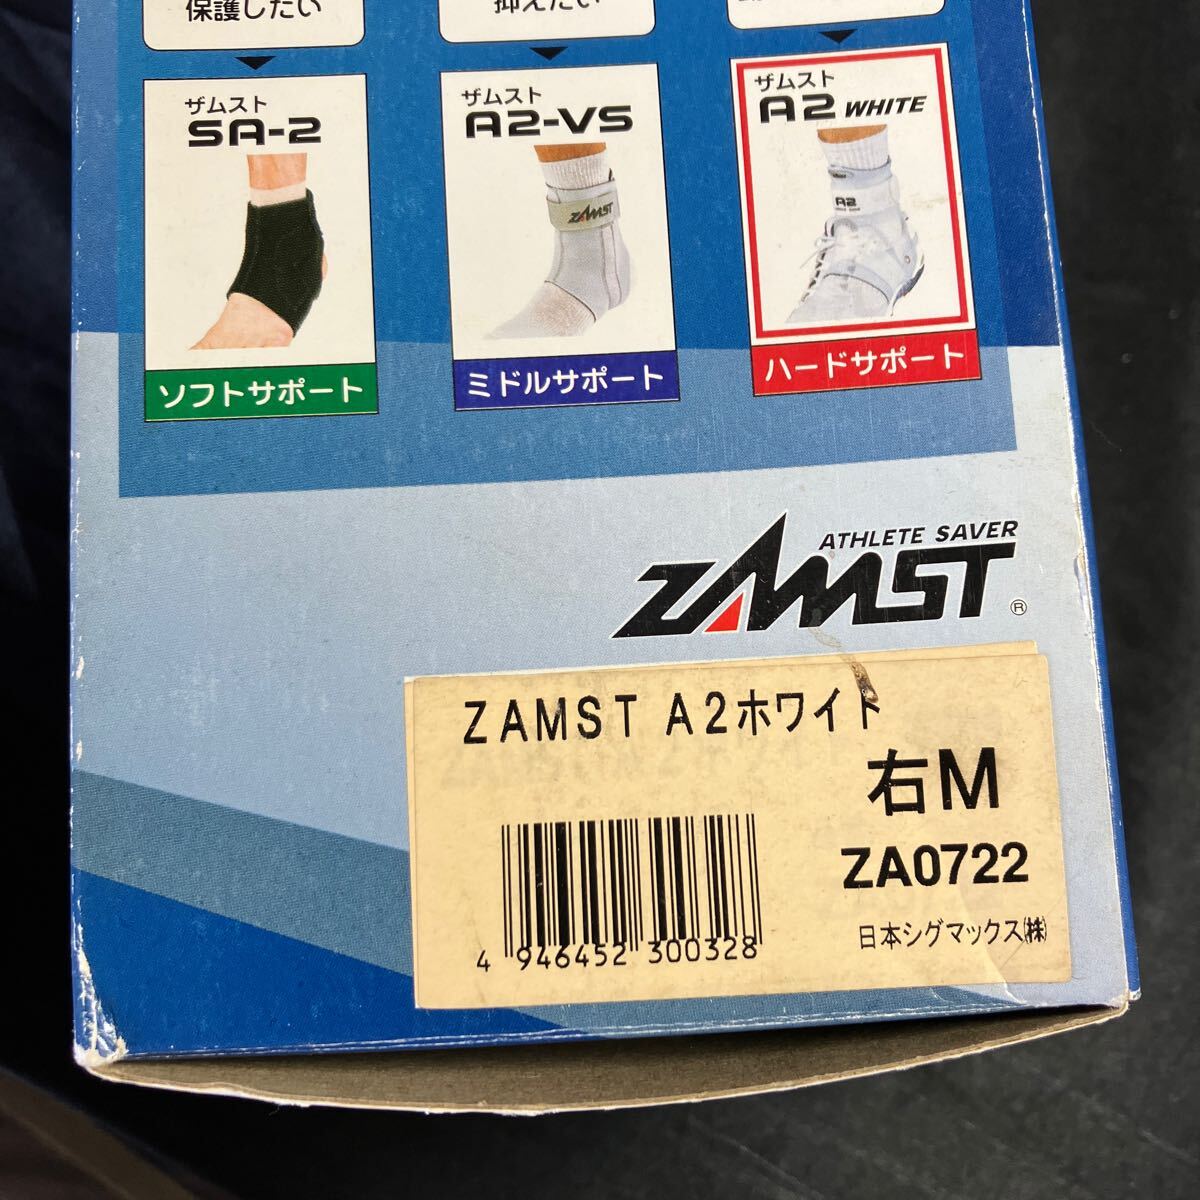 保護したい
抑えたい
ザムスト
SA-2
ソフトサポート
ザムスト
A2-VS
ZAMST
ミドルサポート
ザムスト
A2 WHITE
A2
ハードサポート
ATHLETE SAVER
ZAMST®
ZAMST A2ホワイト
右M
ZA0722
日本シグマックス㈱
4 946452 300328